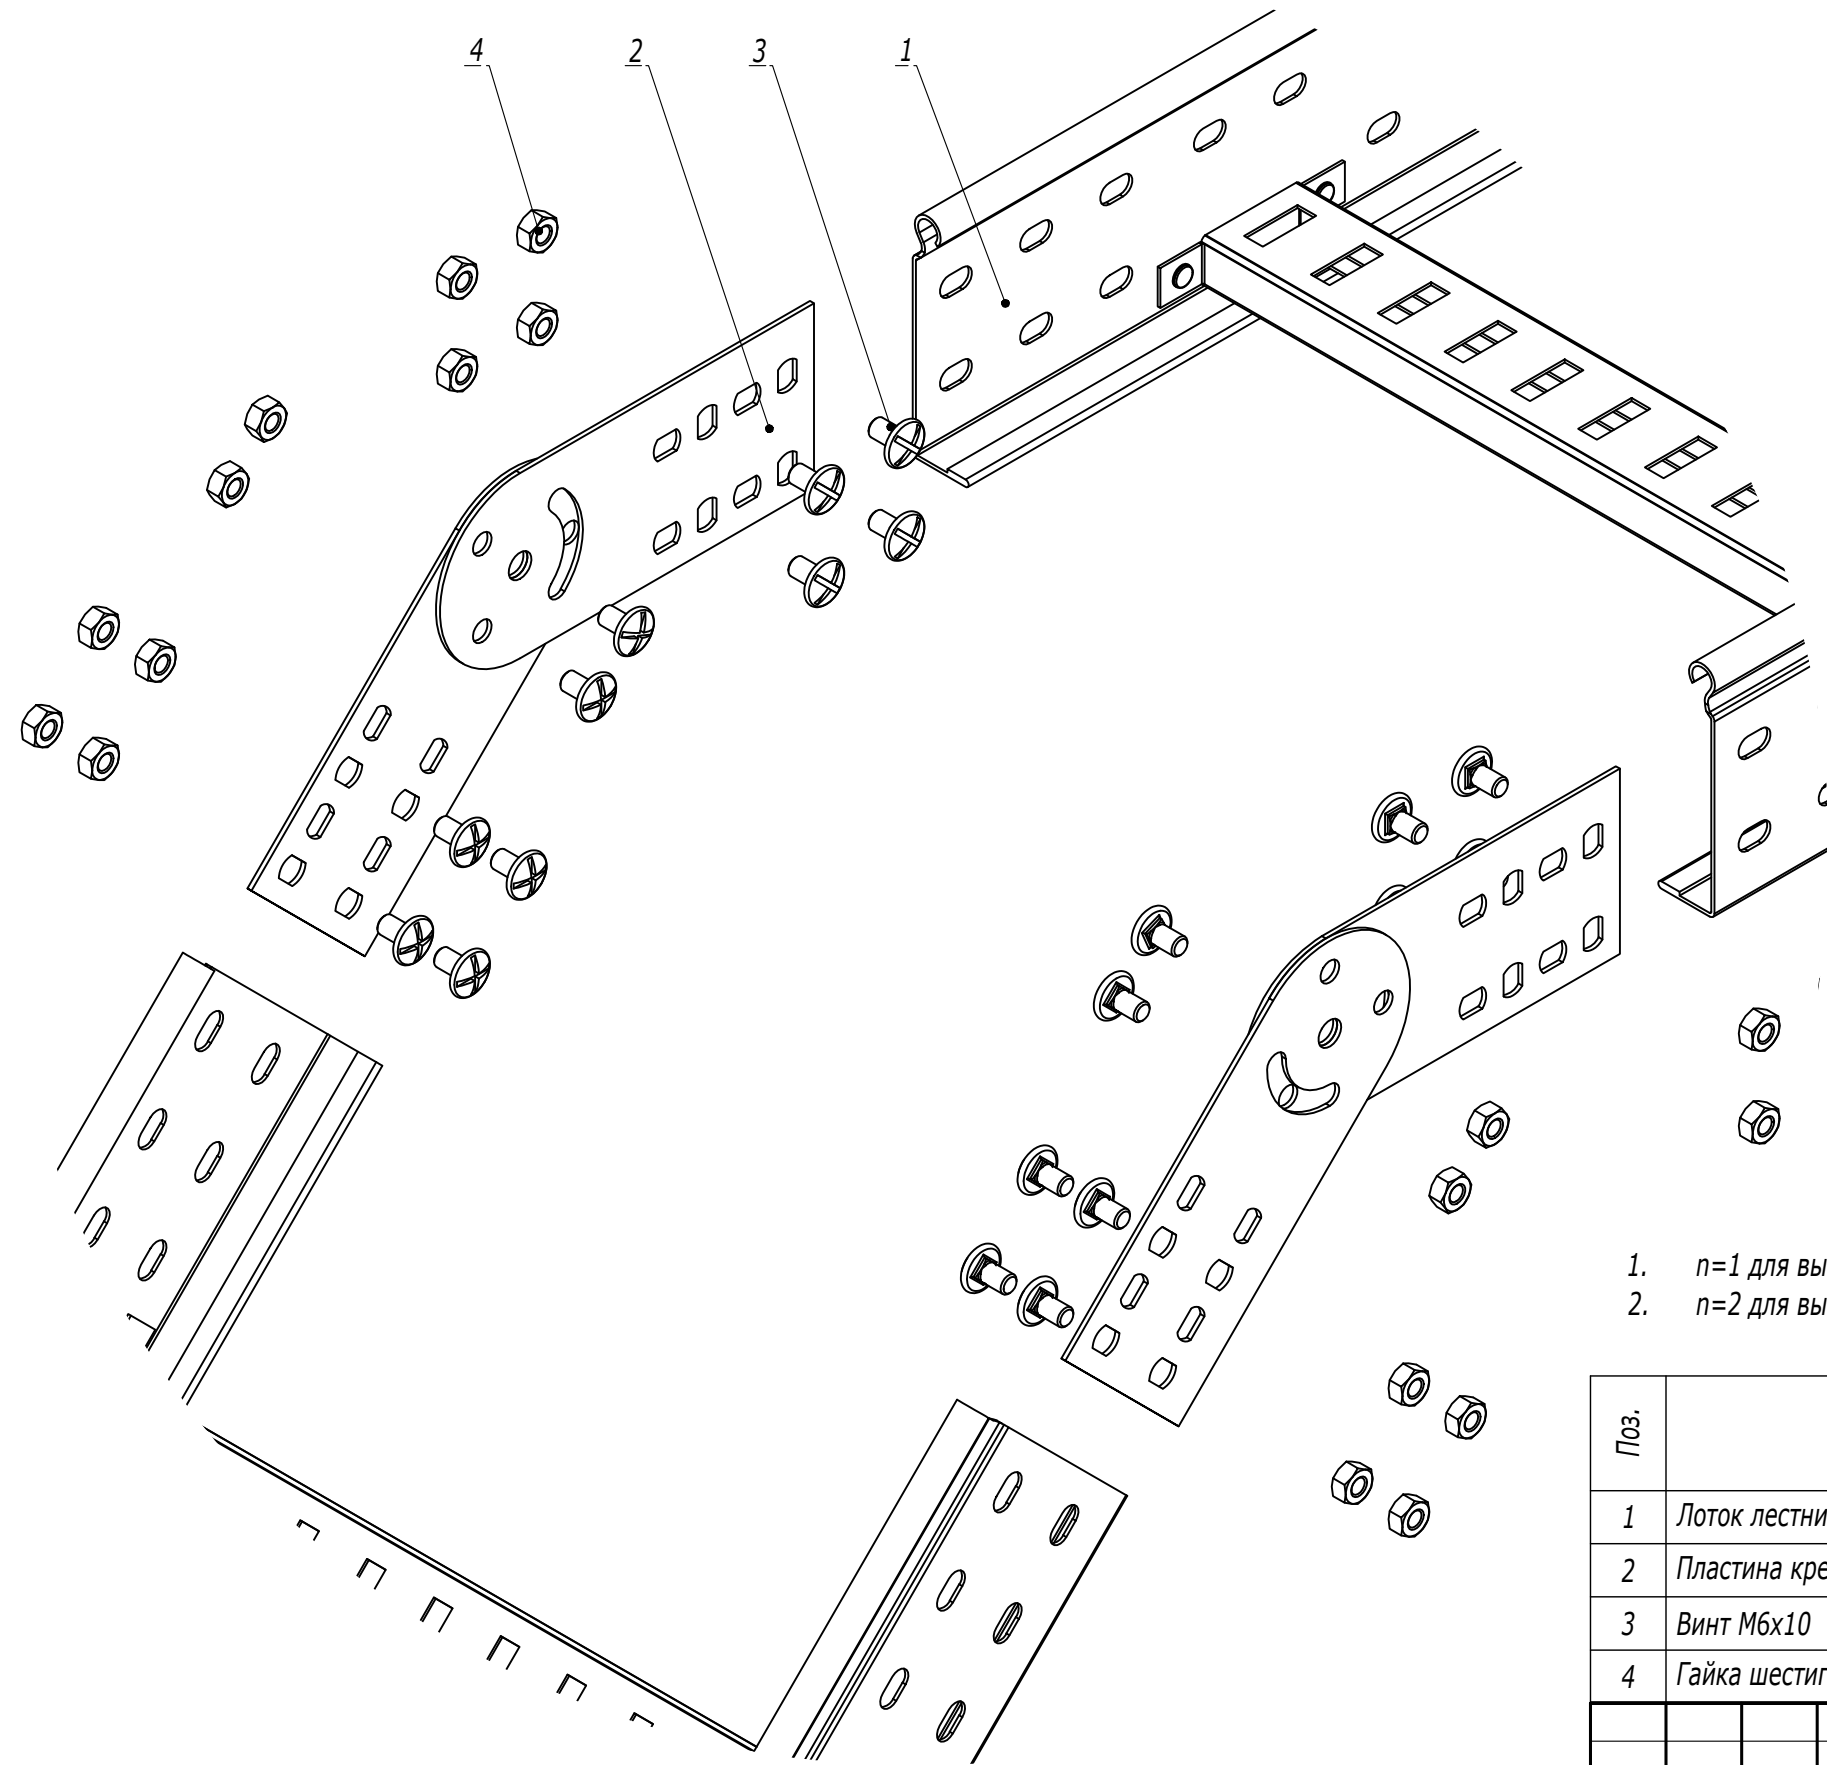 4 2 3 1
1. n=1 для вы
2. n=2 для вы
Поз.
1 Лоток лестни
2 Пластина кре
3 Винт М6х10
4 Гайка шестиг